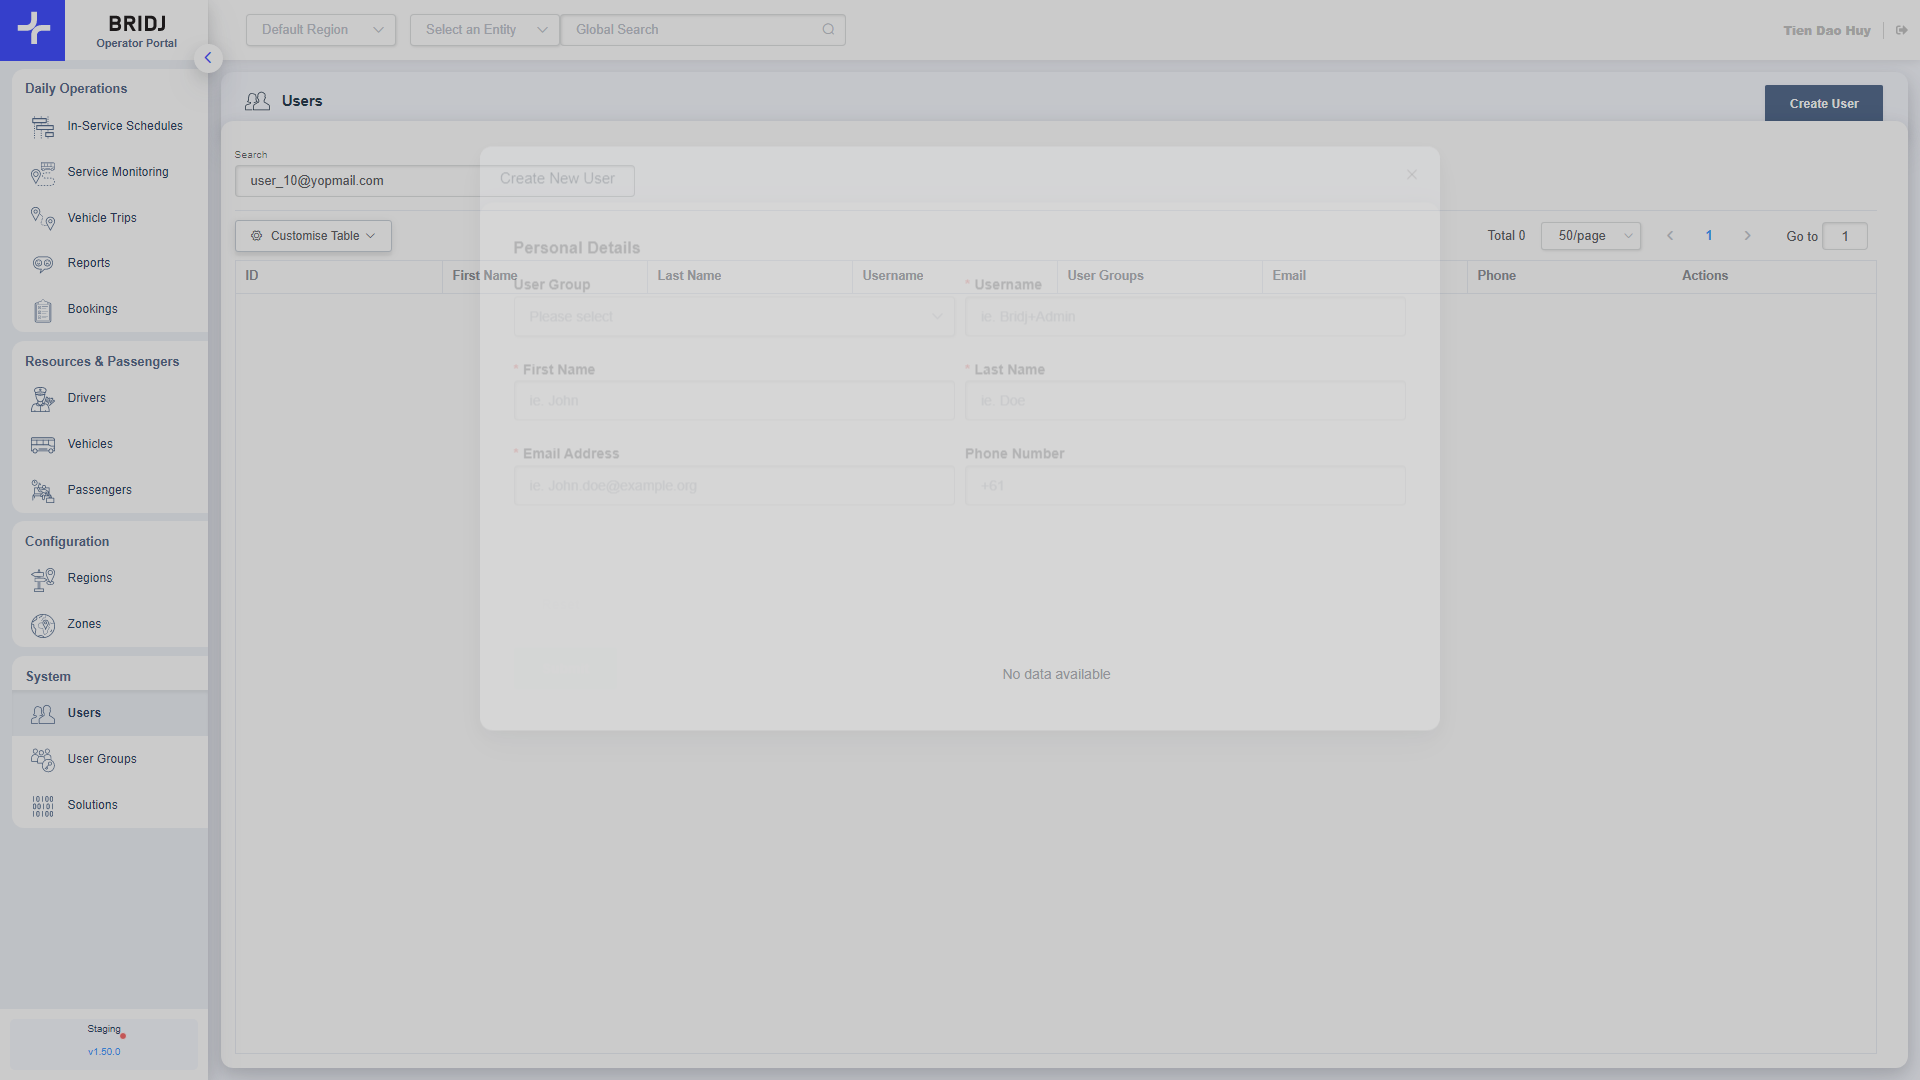 BRIDJ
Operator Portal
Default Region
Select an Entity
Global Search
Tien Dao Huy
Daily Operations
In-Service Schedules
Service Monitoring
Vehicle Trips
Reports
Bookings
Resources & Passengers
Drivers
Vehicles
Passengers
Configuration
Regions
Zones
System
Users
User Groups
Solutions
10100
00101
10100
Staging
v1.50.0
Users
Create User
Search
user_10@yopmail.com
Customise Table
Total 0
50/page
1
Go to
1
ID
First Name
Last Name
Username
User Groups
Email
Phone
Actions
No data available
Create New User
Personal Details
User Group
* Username
Please select
ie. Bridj+Admin
* First Name
* Last Name
ie. John
ie. Doe
* Email Address
Phone Number
ie. John.doe@example.org
+61